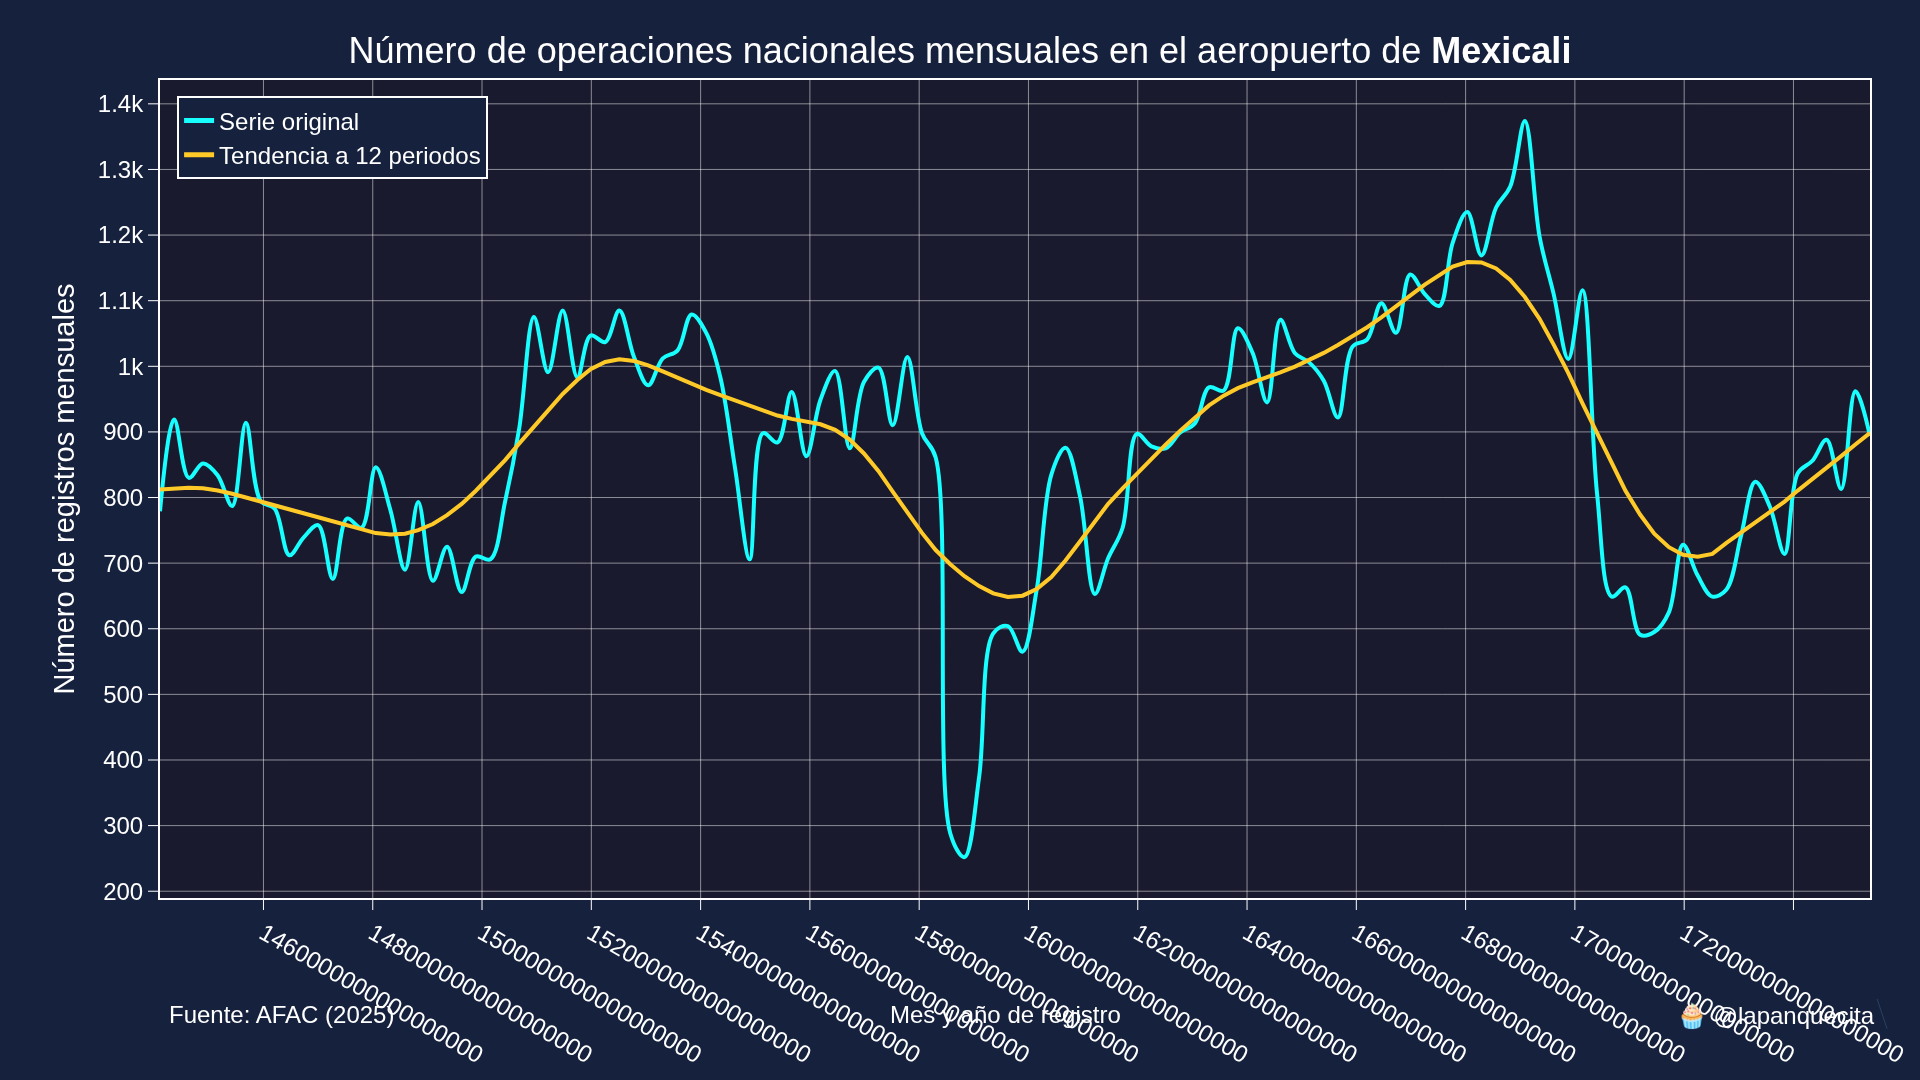 Número de operaciones nacionales mensuales en el aeropuerto de Mexicali
Serie original
Tendencia a 12 periodos
1.4k
1.3k
1.2k
1.1k
1k
900
800
700
600
500
400
300
200
Número de registros mensuales
1460000000000000000
1480000000000000000
1500000000000000000
1520000000000000000
1540000000000000000
1560000000000000000
1580000000000000000
1600000000000000000
1620000000000000000
1640000000000000000
1660000000000000000
1680000000000000000
1700000000000000000
1720000000000000000
Fuente: AFAC (2025)
Mes y año de registro
🧁 @lapanquecita